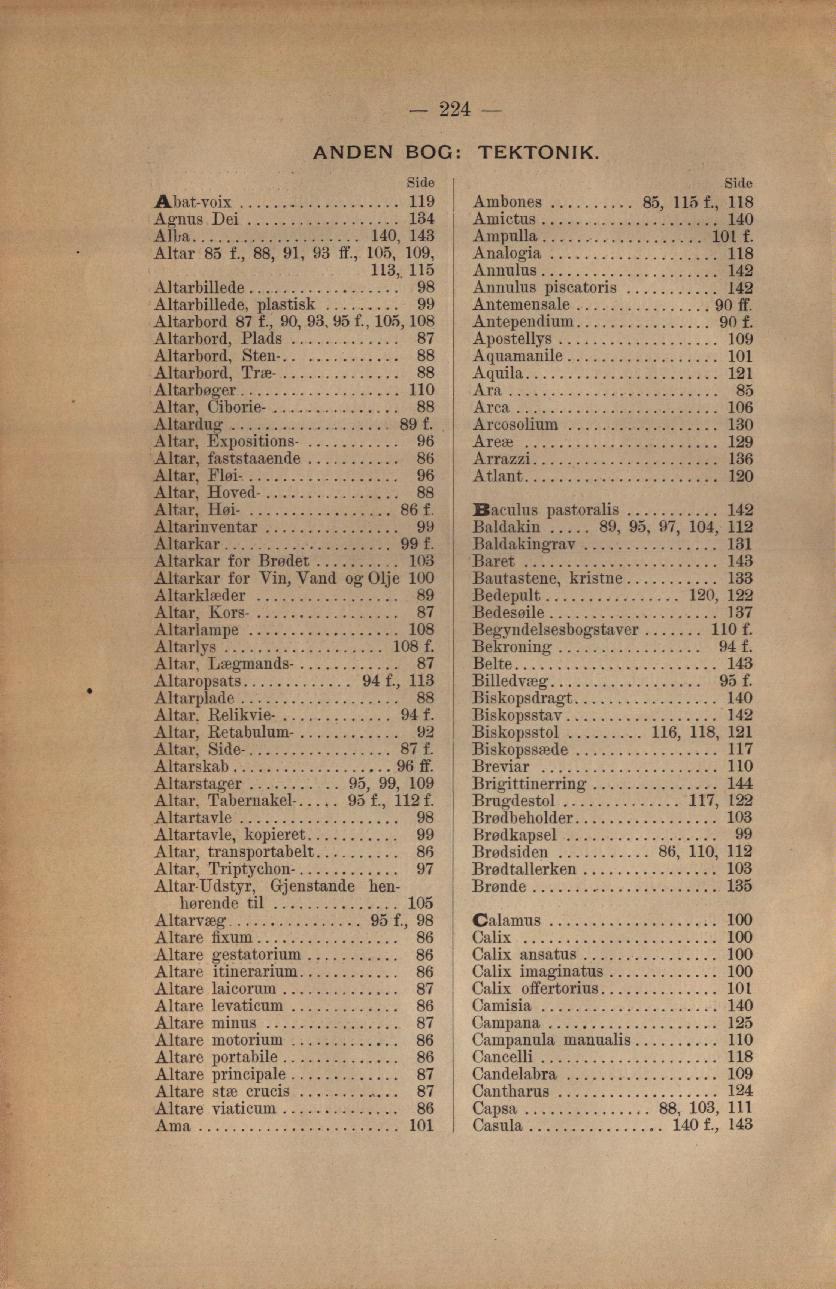 — 224 —
ANDEN BOG: TEKTONIK.
Side
Abat-voix ................... 119
Agnus Dei .................. 134
Alba.................... 140, 143
Altar 85 f., 88, 91, 93 ff., 105, 109,
113, 115
Altarbillede.................. 98
Altarbillede, plastisk ......... 99
Altarbord 87 f., 90, 93, 95 f., 105, 108
Altarbord, Plads ............. 87
Altarbord, Sten-.. ........... 88
Altarbord, Træ- .............. 88
Altarbøger................... 110
Altar, Ciborie- ............... 88
Altardug ................... 89 f.
Altar, Expositions- ........... 96
Altar, faststaaende ........... 86
Altar, Fløi-.................. 96
Altar, Hoved-................ 88
Altar, Høi- ................. 86 f.
Altarinventar ................ 99
Altarkar.................... 99 f.
Altarkar for Brødet .......... 103
Altarkar for Vin, Vand og Olje 100
Altarklæder ................. 89
Altar, Kors- ................. 87
Altarlampe .................. 108
Altarlys ................... 108 f.
Altar, Lægmands- ............ 87
Altaropsats............. 94 f., 113
Altarplade ................... 88
Altar, Relikvie- ............. 94 f.
Altar, Retabulum- ............ 92
Altar, Side-................. 87 f.
Altarskab................... 96 ff.
Altarstager ........... 95, 99, 109
Altar, Tabernakel-..... 95 f., 112 f.
Altartavle ................... 98
Altartavle, kopieret........... 99
Altar, transportabelt.......... 86
Altar, Triptychon-............ 97
Altar-Udstyr, Gjenstande hen-
hørende til ............... 105
Altarvæg................ 95 f., 98
Altare fixum................. 86
Altare gestatorium ........... 86
Altare itinerarium............ 86
Altare laicorum .............. 87
Altare levaticum ............. 86
Altare minus ................ 87
Altare motorium ............. 86
Altare portabile .............. 86
Altare principale ............. 87
Altare stæ crucis ............ 87
Altare viaticum .............. 86
Ama ........................ 101
Side
Ambones .......... 85, 115 f., 118
Amictus ..................... 140
Ampulla ................... 101 f.
Analogia .................... 118
Annulus ..................... 142
Annulus piscatoris ........... 142
Antemensale ................ 90 ff.
Antependium................ 90 f.
Apostellys ................... 109
Aquamanile.................. 101
Aquila....................... 121
Ara ......................... 85
Arca ........................ 106
Arcosolium .................. 130
Areæ ....................... 129
Arrazzi...................... 136
Atlant....................... 120
Baculus pastoralis ........... 142
Baldakin ..... 89, 95, 97, 104, 112
Baldakingrav ................ 131
Baret ....................... 143
Bautastene, kristne........... 133
Bedepult................ 120, 122
Bedesøile.................... 137
Begyndelsesbogstaver ....... 110 f.
Bekroning ................. 94 f.
Belte........................ 143
Billedvæg.................. 95 f.
Biskopsdragt................. 140
Biskopsstav.................. 142
Biskopsstol ......... 116, 118, 121
Biskopssæde ................. 117
Breviar ..................... 110
Brigittinerring ............... 144
Brugdestol .............. 117, 122
Brødbeholder................. 103
Brødkapsel .................. 99
Brødsiden ........... 86, 110, 112
Brødtallerken ................ 103
Brønde ...................... 135
Calamus .................... 100
Calix ....................... 100
Calix ansatus ................ 100
Calix imaginatus ............. 100
Calix offertorius.............. 101
Camisia ..................... 140
Campana .................... 125
Campanula manualis.......... 110
Cancelli ..................... 118
Candelabra .................. 109
Cantharus ................... 124
Capsa ............... 88, 103, 111
Casula ................ 140 f., 143